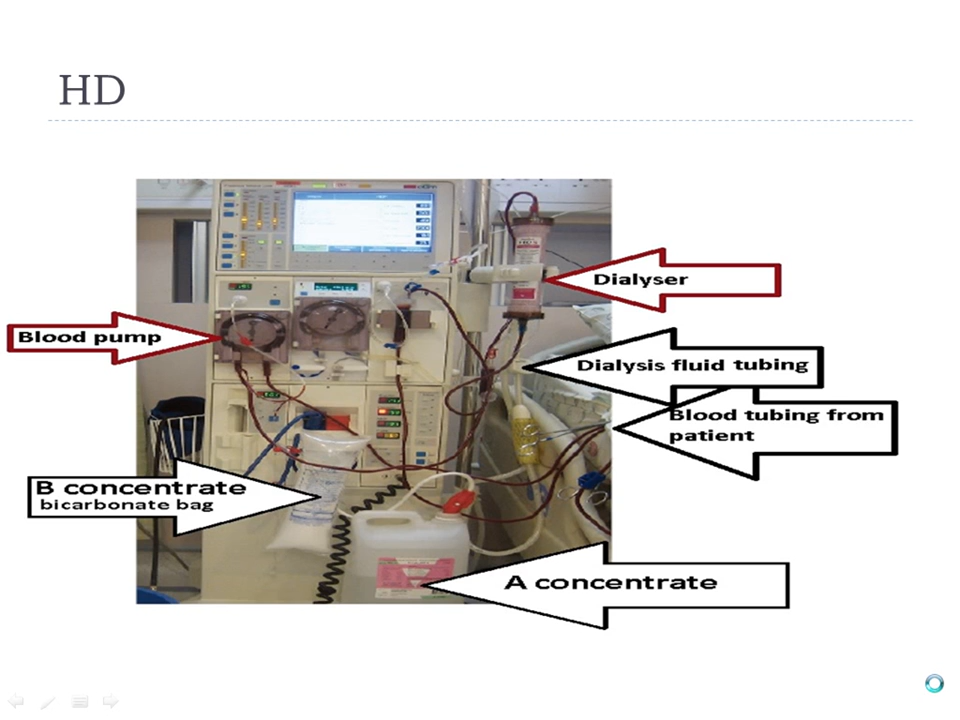 HD
Dialyser
Blood pump
Dialysis fluid tubing
Blood tubing from
patient
B concentrate
bicarbonate bag
A concentrate